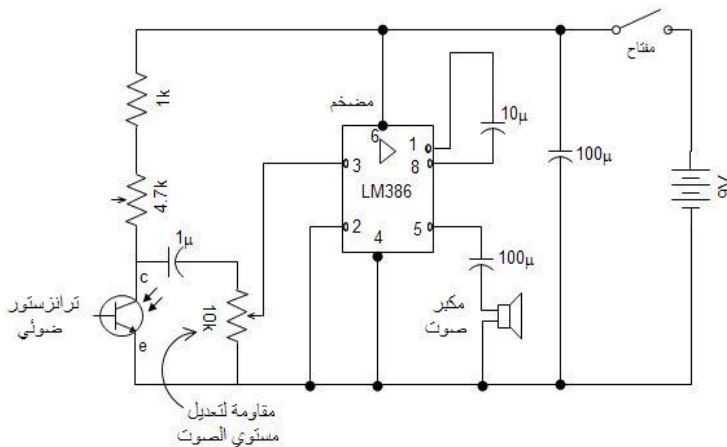 مفتاح
1k
مضخم
10µ
6
1
3
8
100µ
9V
LM386
4.7k
2
5
4
1µ
100µ
c
ترانزستور
ضوئي
10k
مكبر
صوت
e
مقاومة لتعديل
مستوي الصوت